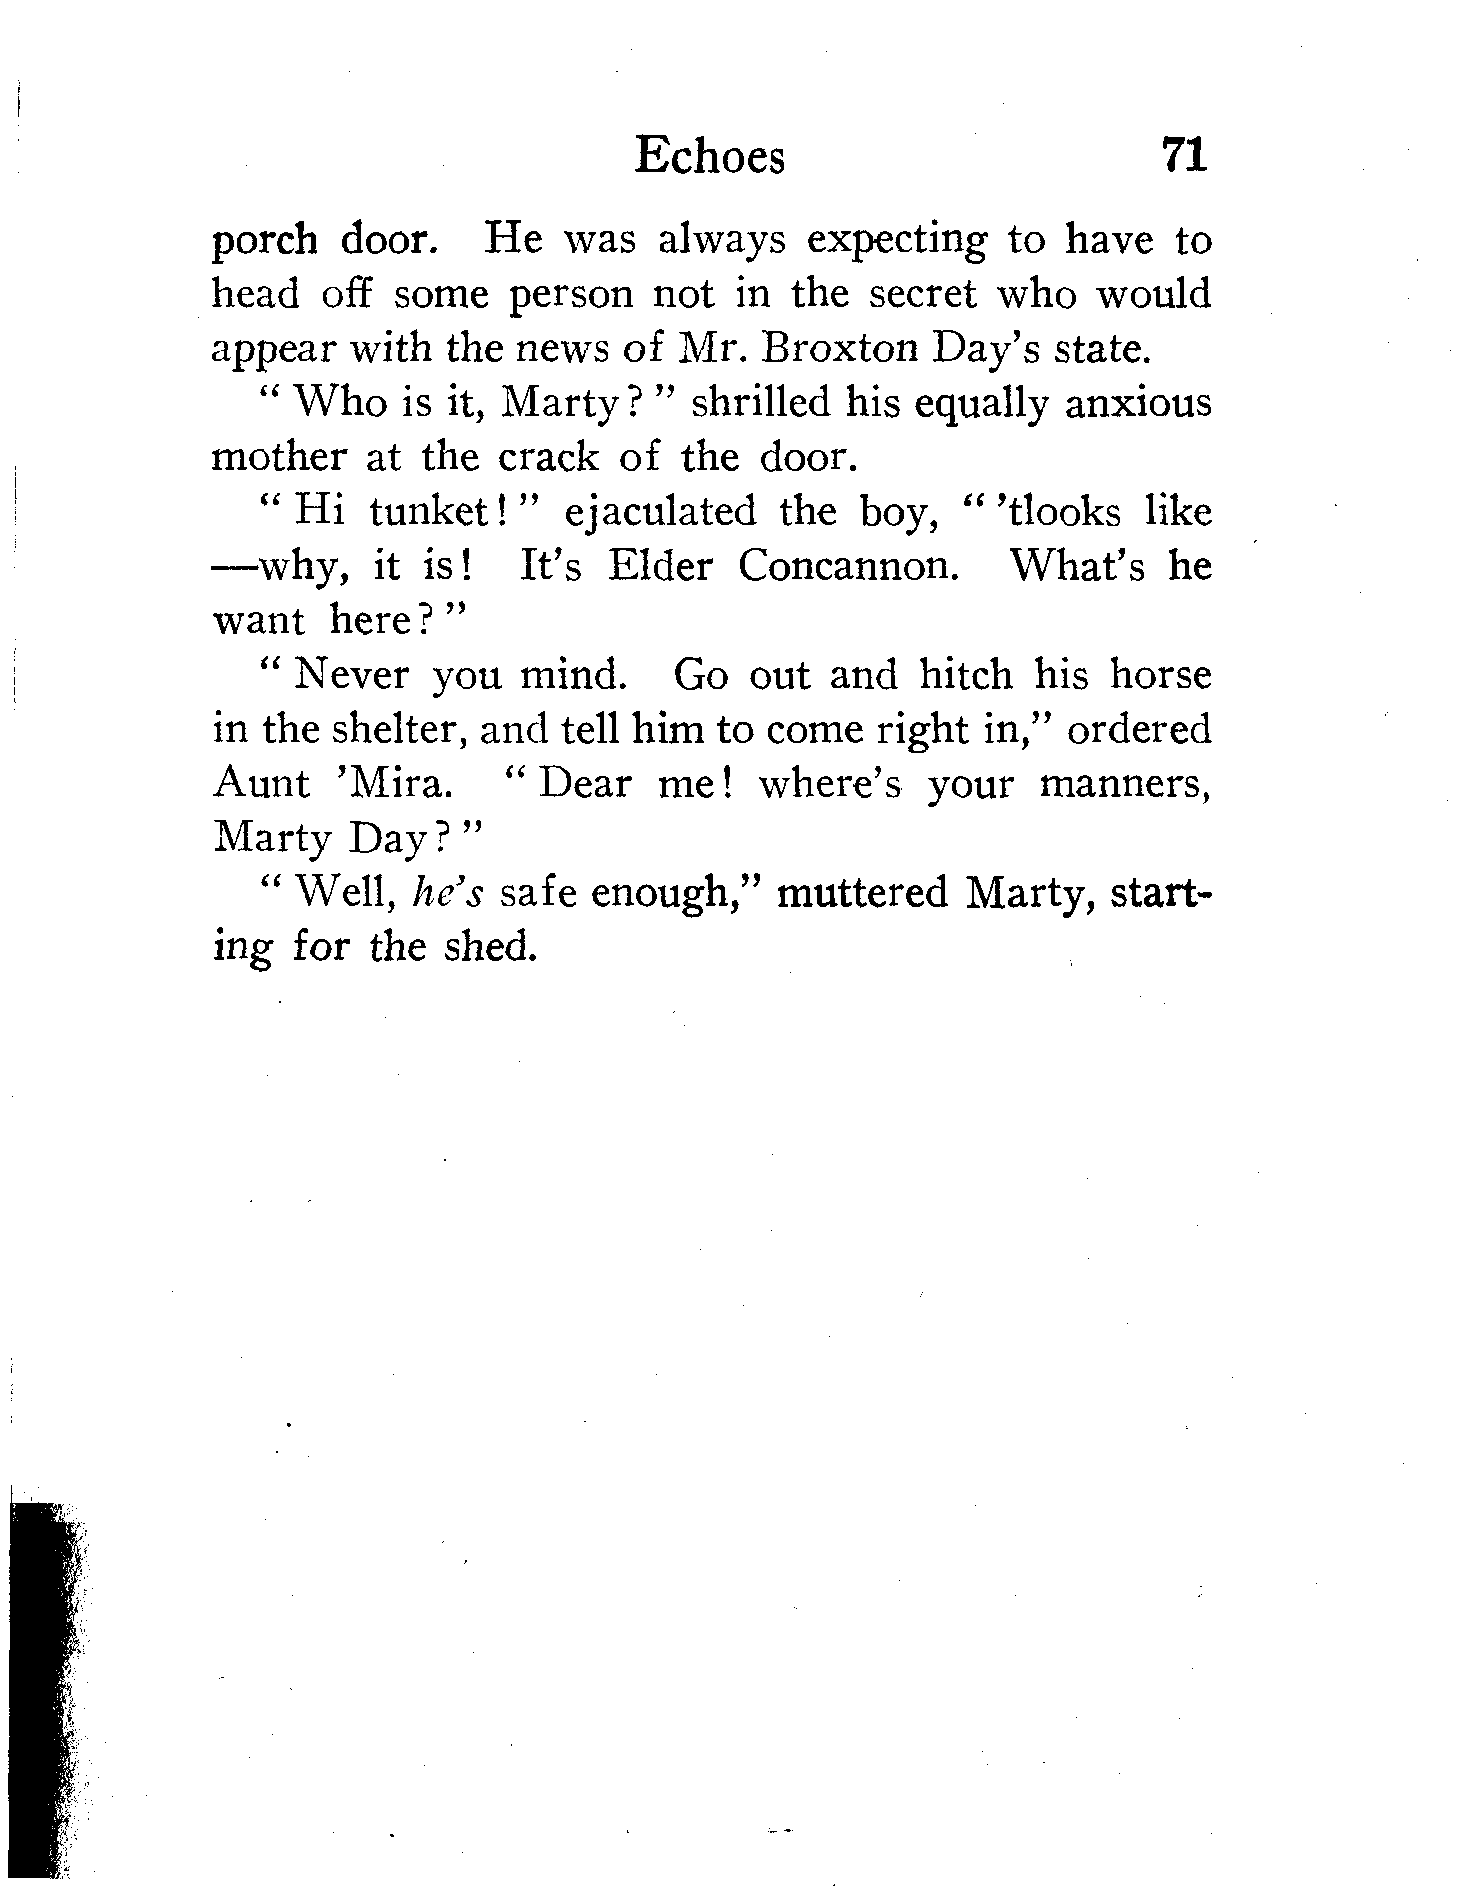 Echoes 71
porch door. He was always expecting to have to
head off some person not in the secret who would
appear with the news of Mr. Broxton Day's state.
" Who is it, Marty? " shrilled his equally anxious
mother at the crack of the door.
" Hi tunket! " ejaculated the boy, " 'tlooks like
—why, it is! It's Elder Concannon. What's he
want here? "
" Never you mind. Go out and hitch his horse
in the shelter, and tell him to come right in," ordered
Aunt 'Mira. " Dear me! where's your manners,
Marty Day? "
" Well, he's safe enough," muttered Marty, start-
ing for the shed.